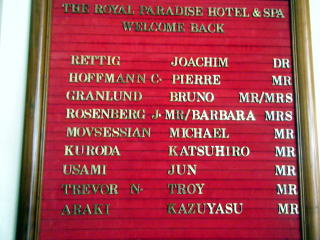 THE ROYAL PARADISE HOTEL & SPA
WELCOME BACK
RETTIG JOACHIM DR
HOFFMANN C- PIERRE MR
GRANLUND BRUNO MR/MRS
ROSENBERG J- MR/BARBARA MRS
MOVSESSIAN MICHAEL MR
KURODA KATSUHIRO MR
USAMI JUN MR
TREVOR N- TROY MR
ARAKI KAZUYASU MR